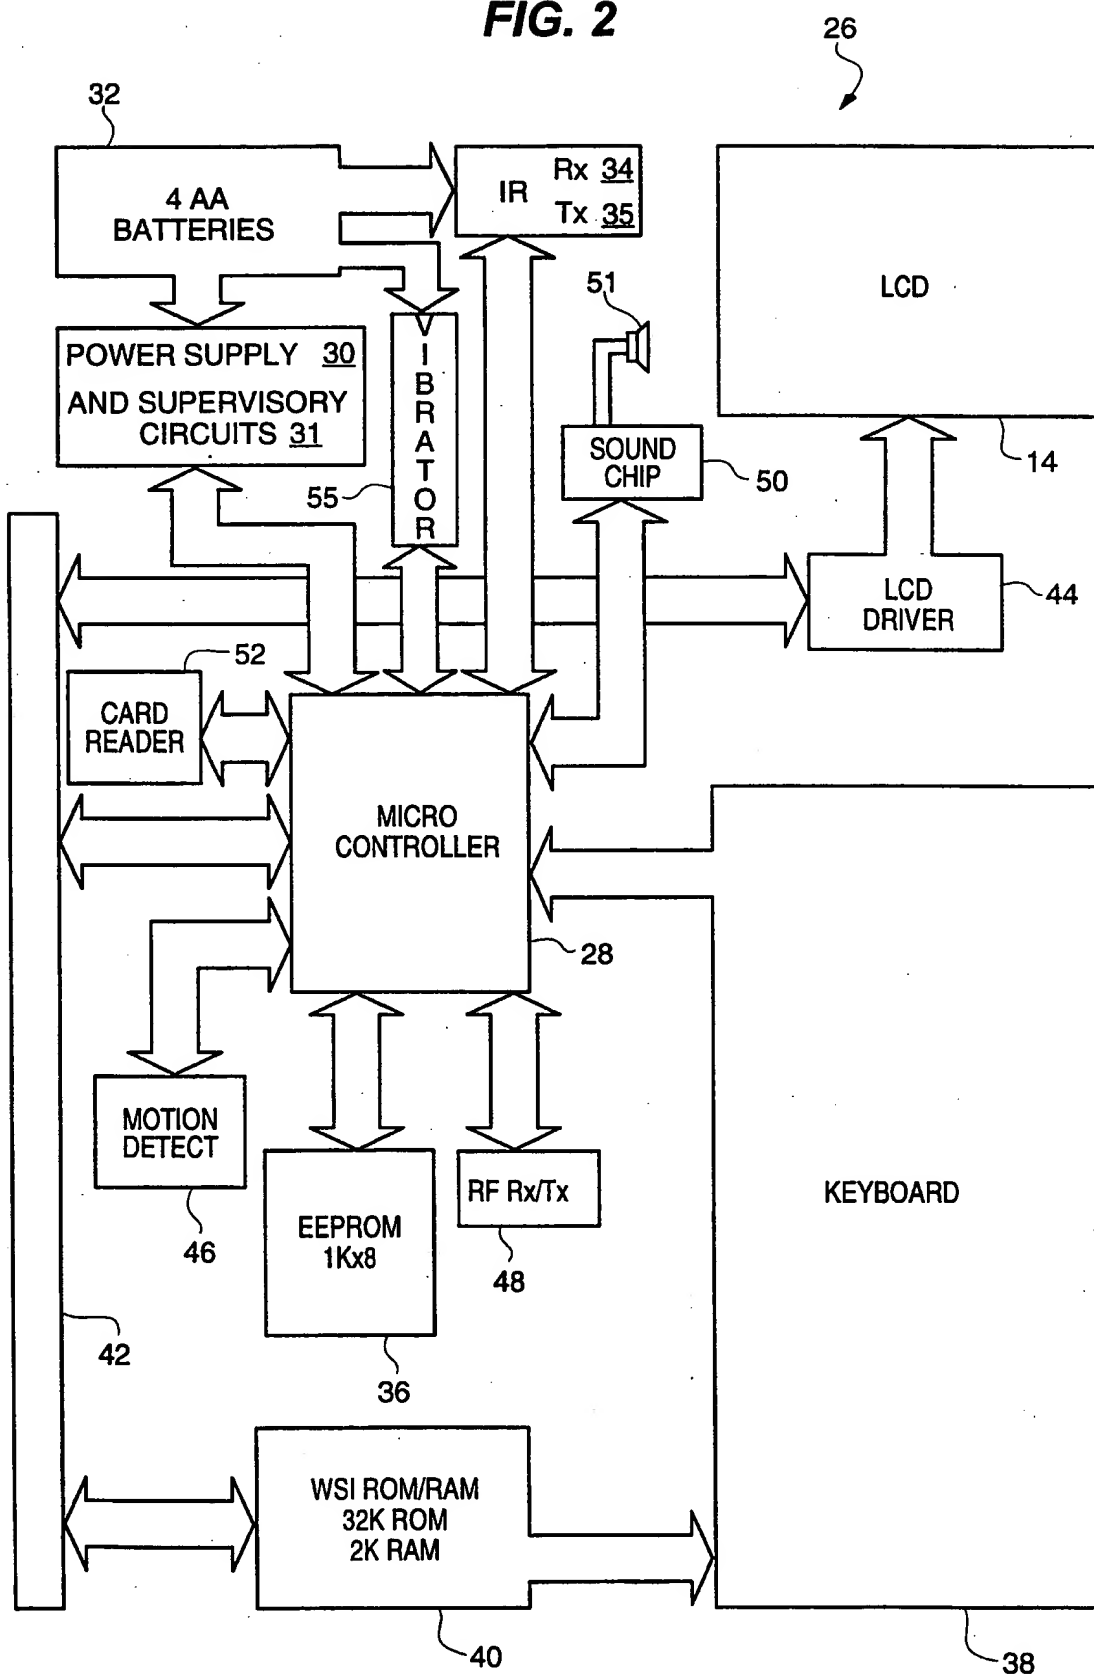 FIG. 2
26
32
4 AA
BATTERIES
IR
Rx 34
Tx 35
LCD
51
POWER SUPPLY 30
AND SUPERVISORY
CIRCUITS 31
VIBRATOR
55
SOUND
CHIP
50
14
LCD
DRIVER
44
52
CARD
READER
MICRO
CONTROLLER
28
MOTION
DETECT
46
EEPROM
1Kx8
36
RF Rx/Tx
48
KEYBOARD
42
WSI ROM/RAM
32K ROM
2K RAM
40
38